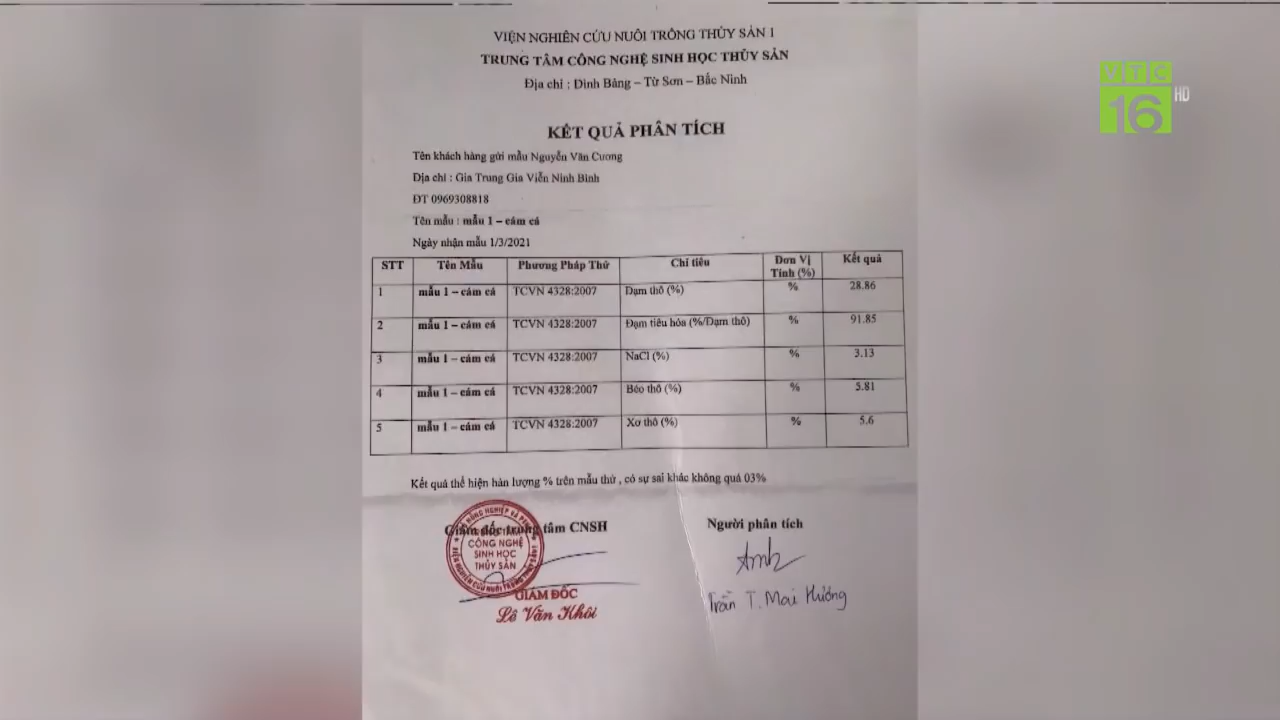 VIỆN NGHIÊN CỨU NUÔI TRỒNG THỦY SẢN 1
TRUNG TÂM CÔNG NGHỆ SINH HỌC THỦY SẢN
Địa chỉ : Đình Bảng – Từ Sơn – Bắc Ninh
VTC
16 HD
KẾT QUẢ PHÂN TÍCH
Tên khách hàng gửi mẫu Nguyễn Văn Cương
Địa chỉ : Gia Trung Gia Viễn Ninh Bình
ĐT 0969308818
Tên mẫu : mẫu 1 – cám cá
Ngày nhận mẫu 1/3/2021
STT Tên Mẫu Phương Pháp Thử Chỉ tiêu Đơn Vị Tính (%) Kết quả
1 mẫu 1 – cám cá TCVN 4328:2007 Đạm thô (%) % 28.86
2 mẫu 1 – cám cá TCVN 4328:2007 Đạm tiêu hóa (%/Đạm thô) % 91.85
3 mẫu 1 – cám cá TCVN 4328:2007 NaCl (%) % 3.13
4 mẫu 1 – cám cá TCVN 4328:2007 Béo thô (%) % 5.81
5 mẫu 1 – cám cá TCVN 4328:2007 Xơ thô (%) % 5.6
Kết quả thể hiện hàn lượng % trên mẫu thử , có sự sai khác không quá 03%
Giám đốc trung tâm CNSH Người phân tích
CÔNG NGHỆ
SINH HỌC
THỦY SẢN
GIÁM ĐỐC
Lê Văn Khôi
Trần T. Mai Hương